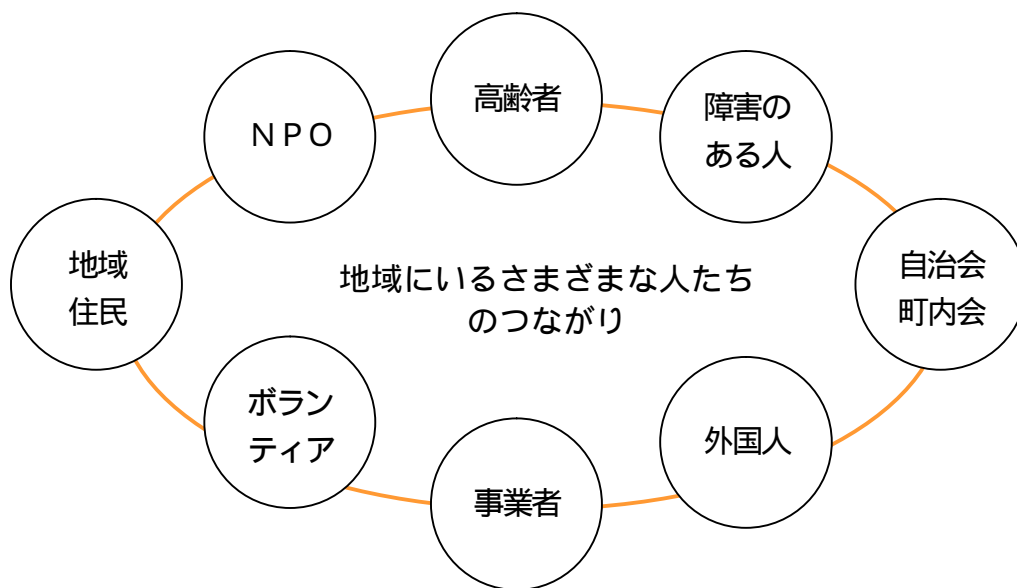 高齢者
ＮＰＯ
障害の
ある人
地域
住民
地域にいるさまざまな人たち
のつながり
自治会
町内会
ボラン
ティア
外国人
事業者